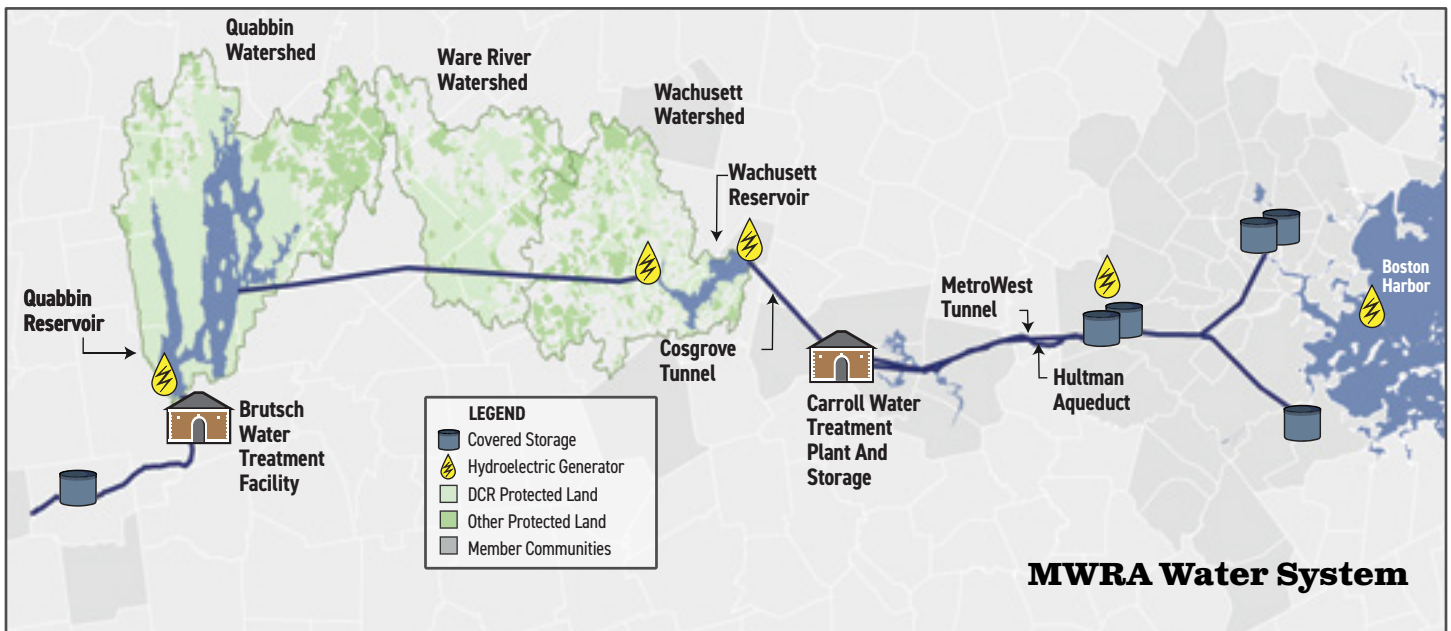 Quabbin
Watershed
Ware River
Watershed
Wachusett
Watershed
Wachusett
Reservoir
Boston
Harbor
MetroWest
Tunnel
Quabbin
Reservoir
Cosgrove
Tunnel
Hultman
Aqueduct
Brutsch
Water
Treatment
Facility
Carroll Water
Treatment
Plant And
Storage
LEGEND
Covered Storage
Hydroelectric Generator
DCR Protected Land
Other Protected Land
Member Communities
MWRA Water System